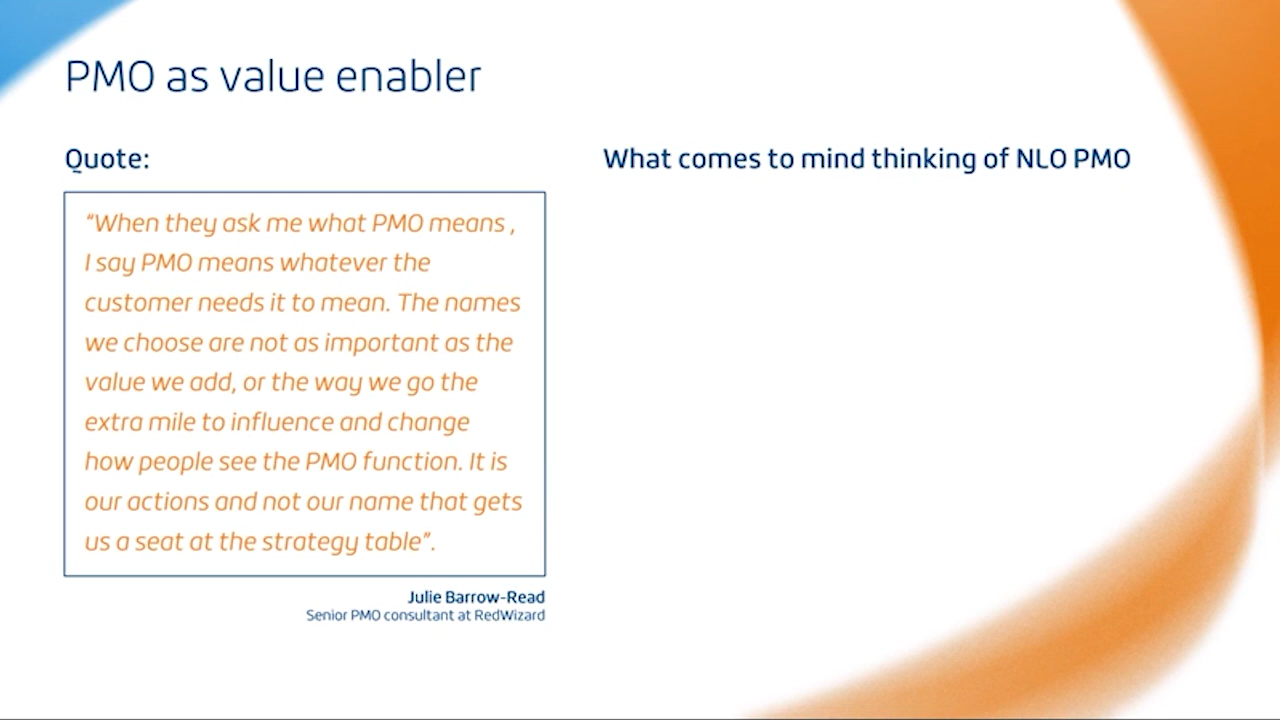 PMO as value enabler
Quote:
“When they ask me what PMO means ,
I say PMO means whatever the
customer needs it to mean. The names
we choose are not as important as the
value we add, or the way we go the
extra mile to influence and change
how people see the PMO function. It is
our actions and not our name that gets
us a seat at the strategy table”.
Julie Barrow-Read
Senior PMO consultant at RedWizard
What comes to mind thinking of NLO PMO